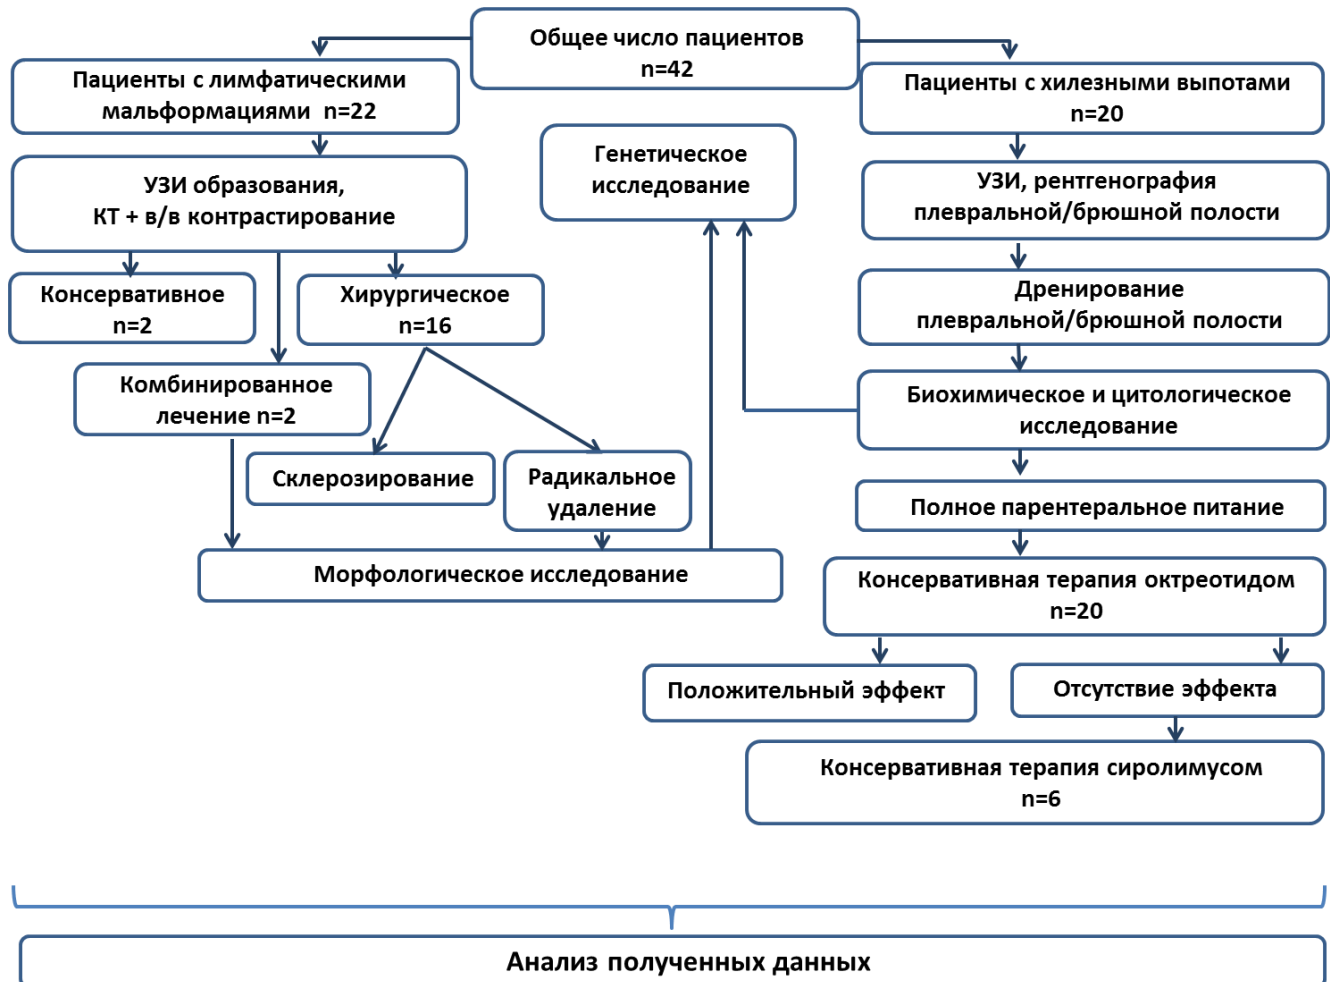 Общее число пациентов
n=42
Пациенты с лимфатическими
мальформациями n=22
УЗИ образования,
КТ + в/в контрастирование
Консервативное
n=2
Хирургическое
n=16
Комбинированное
лечение n=2
Склерозирование
Радикальное
удаление
Морфологическое исследование
Генетическое
исследование
Пациенты с хилезными выпотами
n=20
УЗИ, рентгенография
плевральной/брюшной полости
Дренирование
плевральной/брюшной полости
Биохимическое и цитологическое
исследование
Полное парентеральное питание
Консервативная терапия октреотидом
n=20
Положительный эффект
Отсутствие эффекта
Консервативная терапия сиролимусом
n=6
Анализ полученных данных